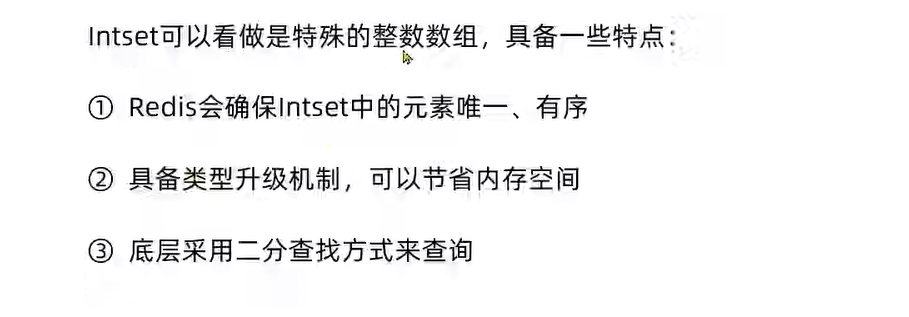 Intset可以看做是特殊的整数数组，具备一些特点：
① Redis会确保Intset中的元素唯一、有序
② 具备类型升级机制，可以节省内存空间
③ 底层采用二分查找方式来查询